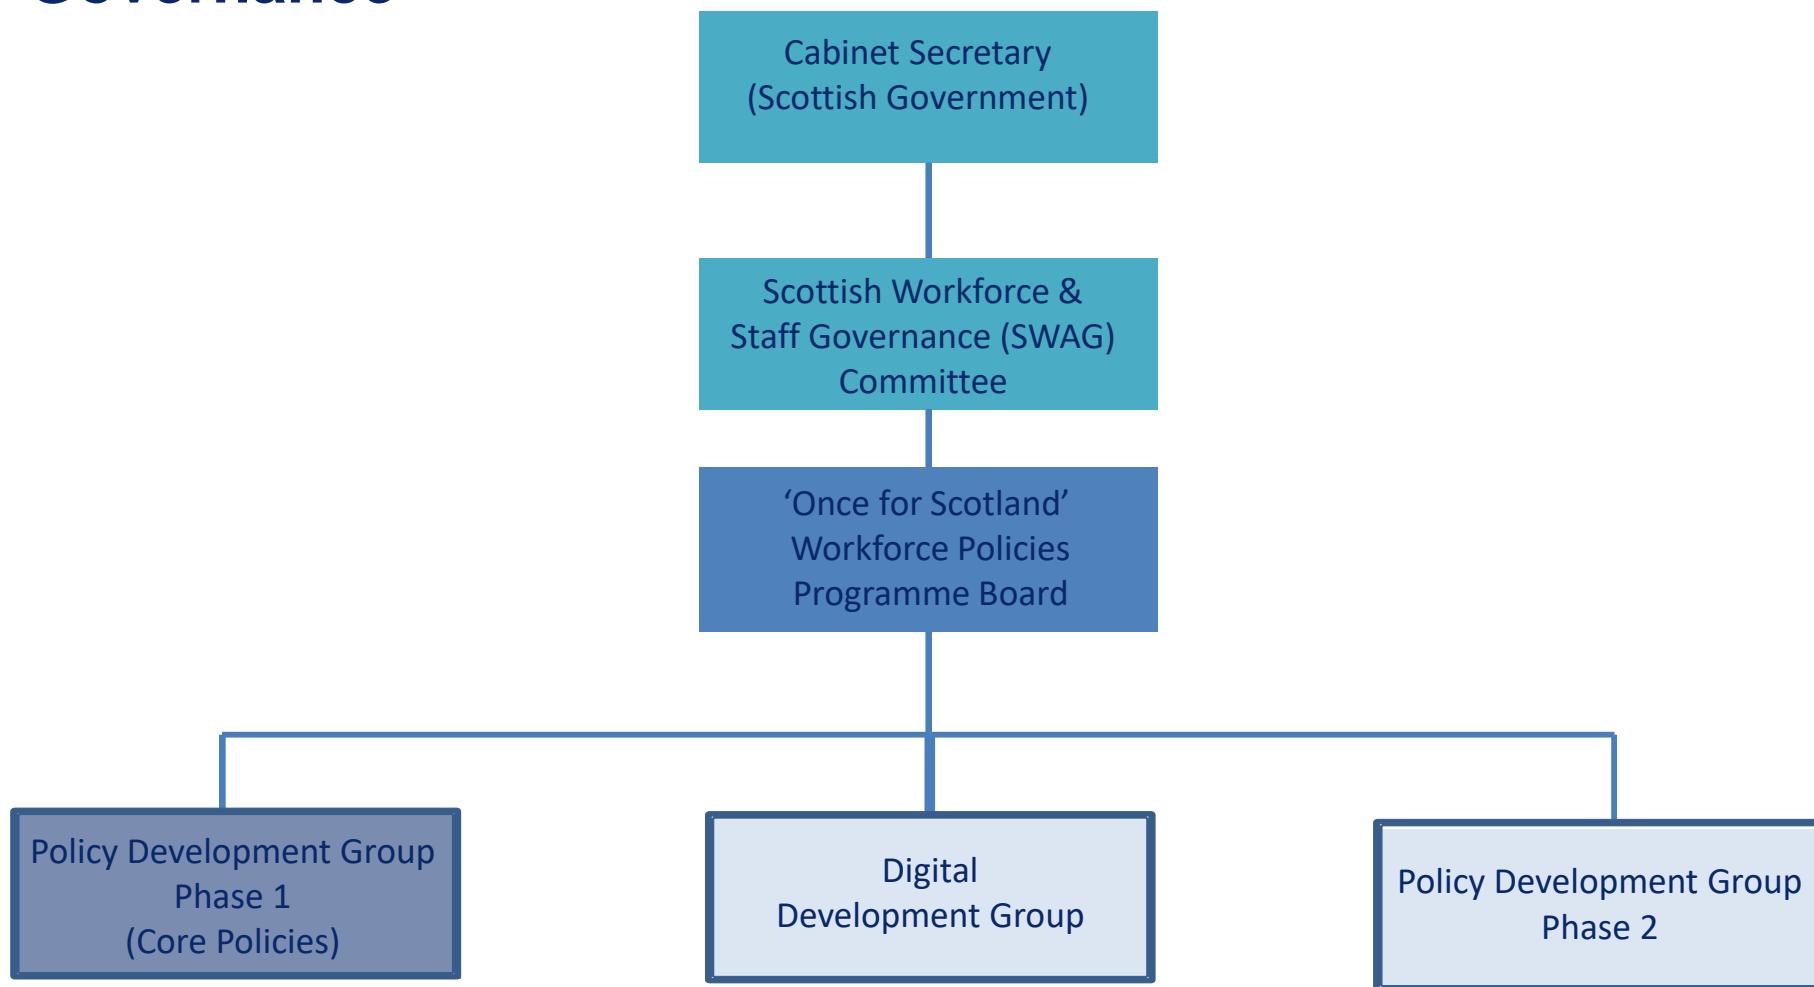 Governance
Cabinet Secretary
(Scottish Government)
Scottish Workforce &
Staff Governance (SWAG)
Committee
‘Once for Scotland’
Workforce Policies
Programme Board
Policy Development Group
Phase 1
(Core Policies)
Digital
Development Group
Policy Development Group
Phase 2